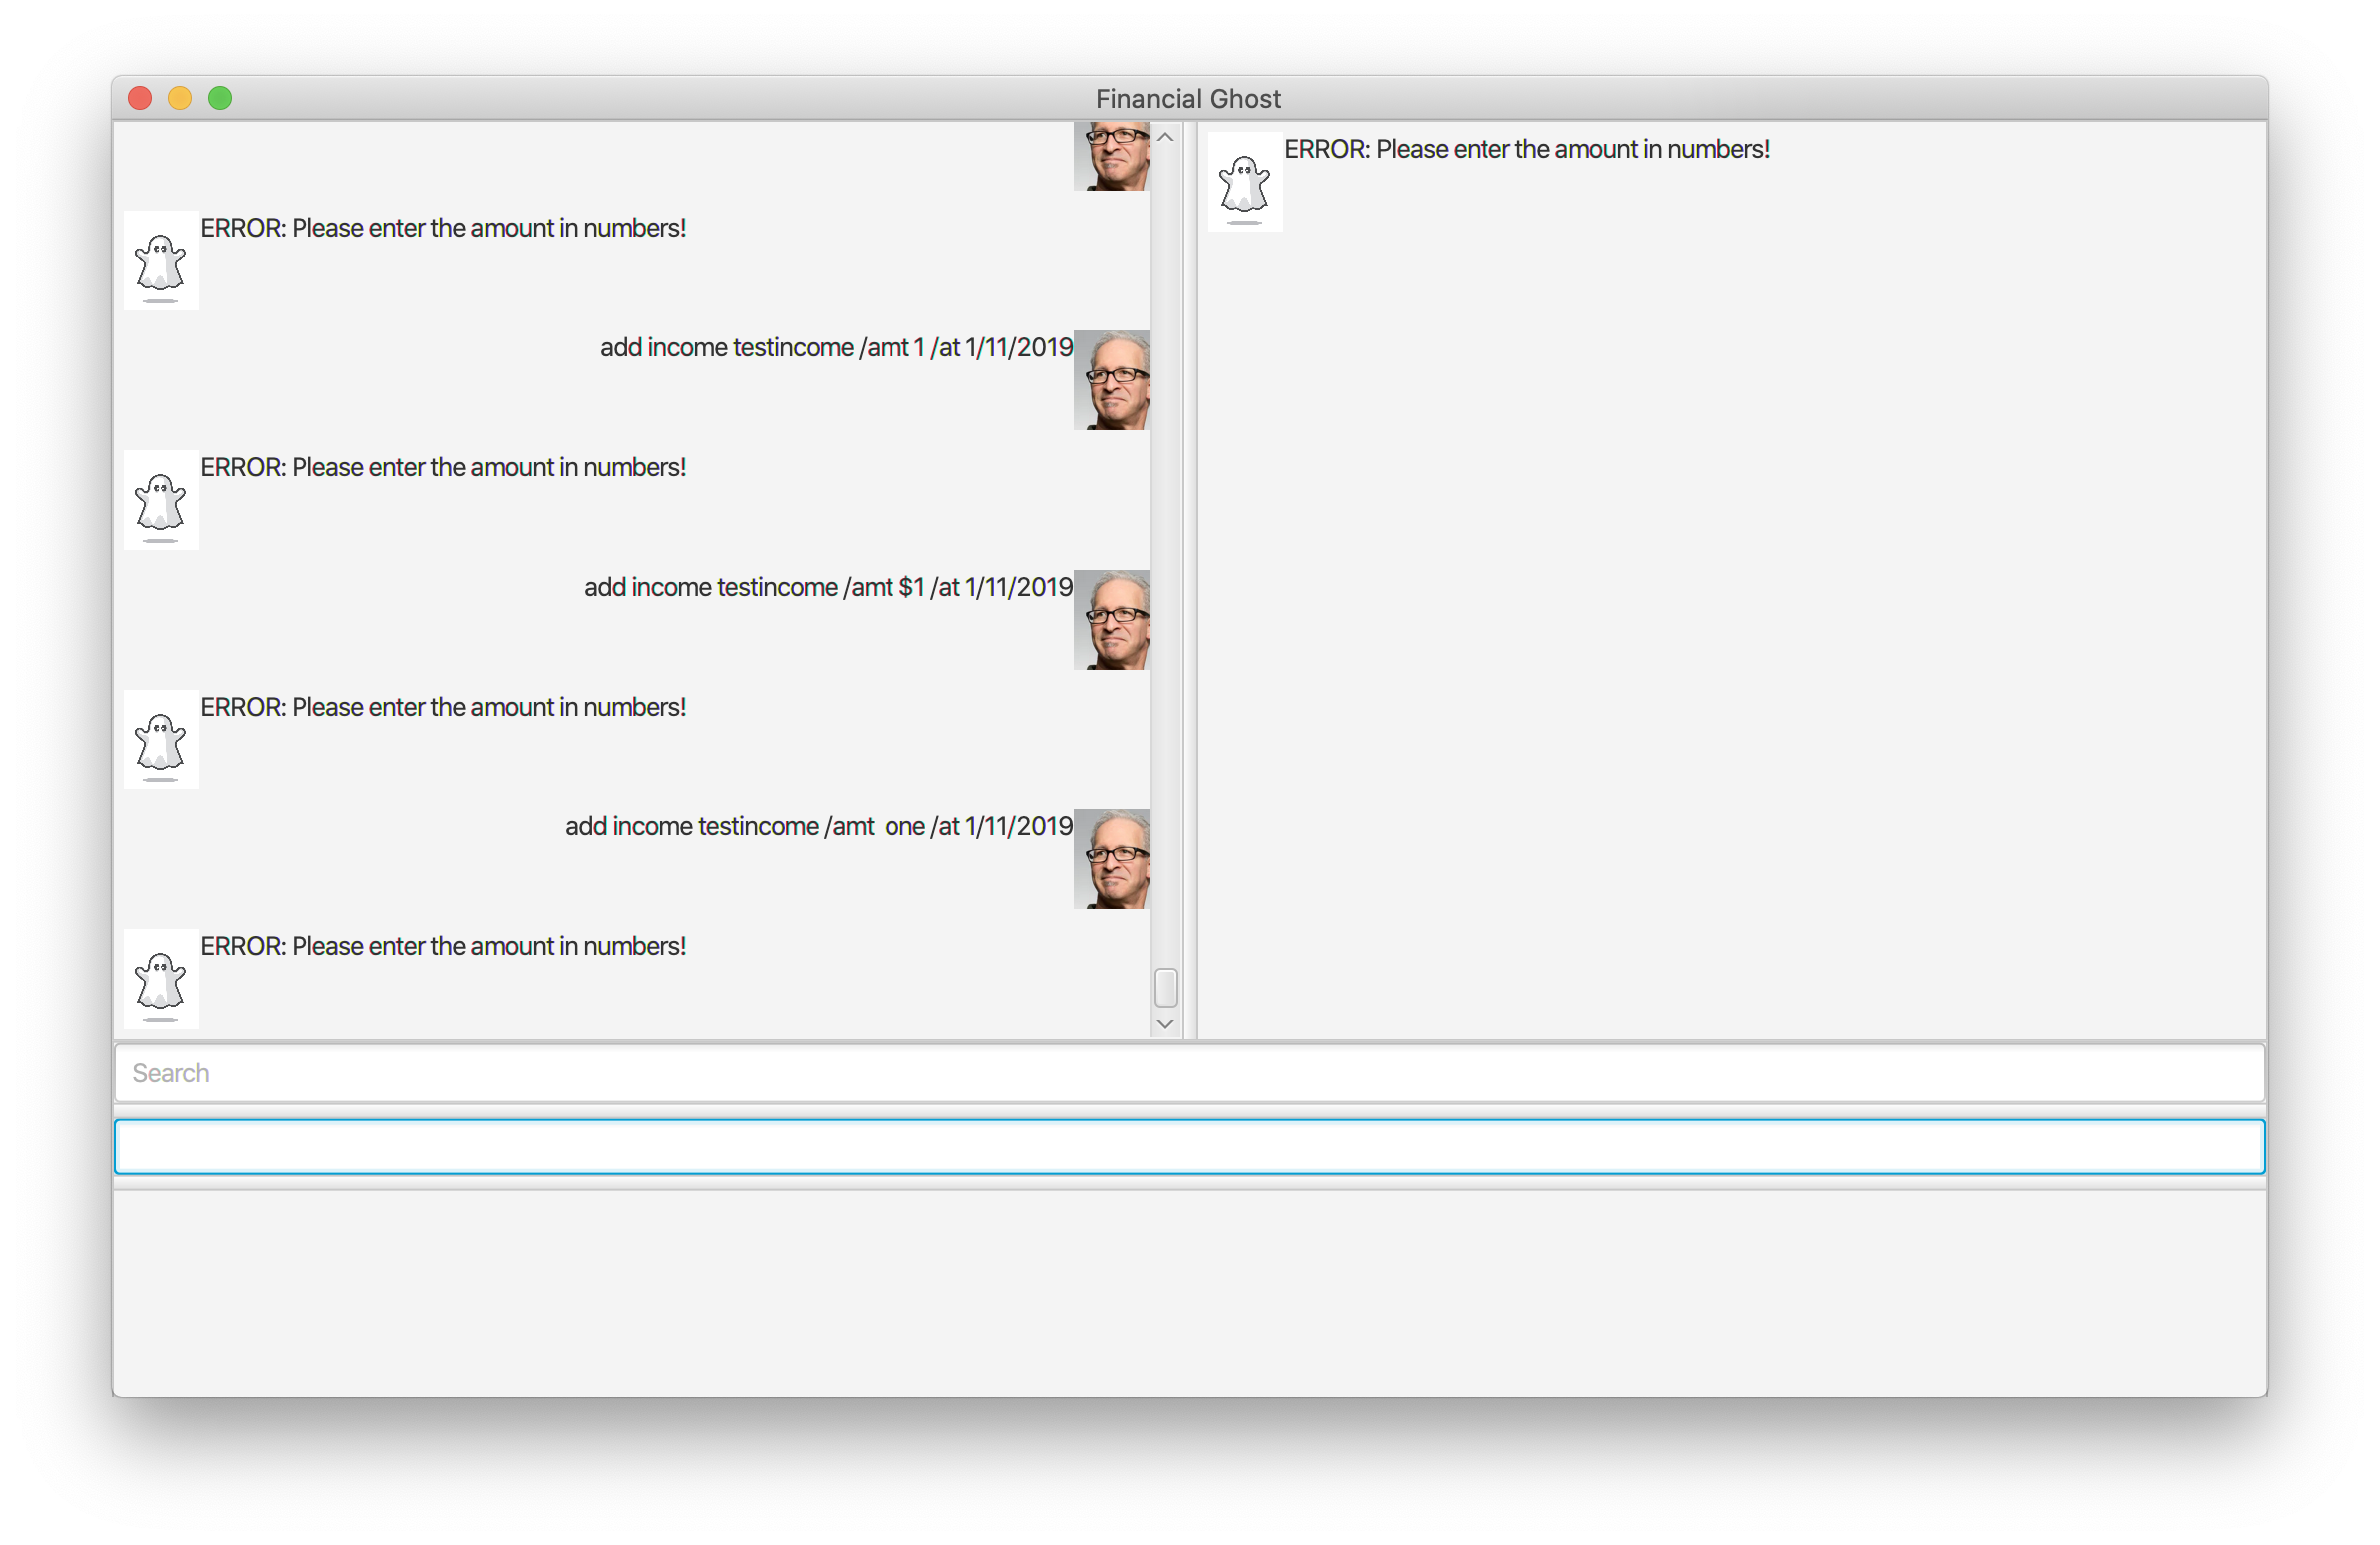 Financial Ghost
ERROR: Please enter the amount in numbers!
add income testincome /amt 1 /at 1/11/2019
ERROR: Please enter the amount in numbers!
add income testincome /amt $1 /at 1/11/2019
ERROR: Please enter the amount in numbers!
add income testincome /amt  one /at 1/11/2019
ERROR: Please enter the amount in numbers!
ERROR: Please enter the amount in numbers!
Search